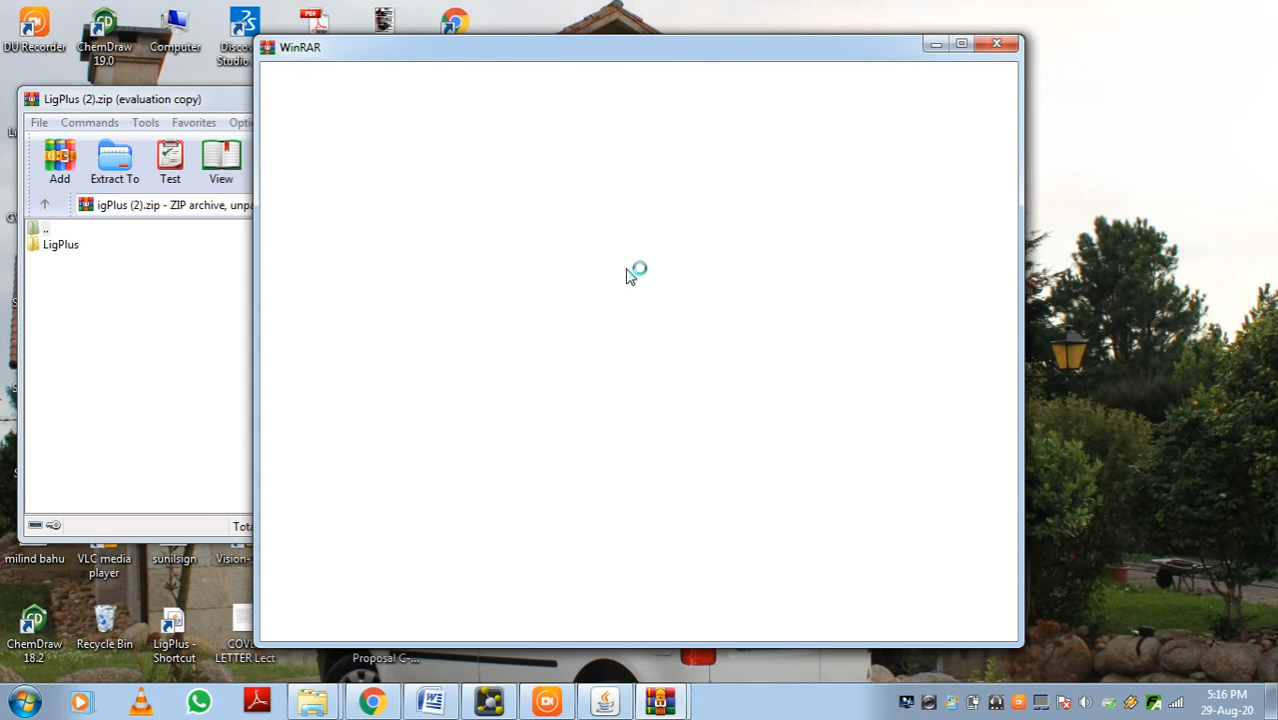 DU Recorder
ChemDraw
19.0
Computer
Disco
Studio
PDF
WinRAR
LigPlus (2).zip (evaluation copy)
File Commands Tools Favorites Opti
Add Extract To Test View
igPlus (2).zip - ZIP archive, unpa
..
LigPlus
Tota
milind bahu
VLC media
player
sunilsign
Vision-
ChemDraw
18.2
Recycle Bin
LigPlus -
Shortcut
COVE
LETTER Lect
Proposal C-...
5:16 PM
29-Aug-20